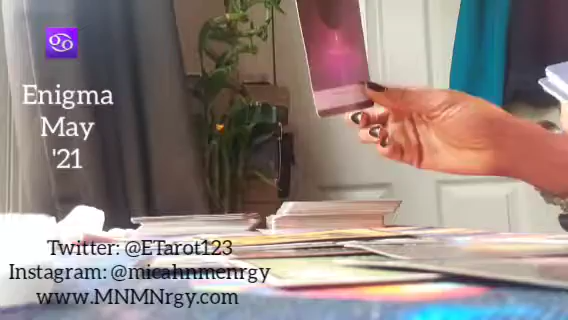 Enigma
May
'21
Twitter: @ETarot123
Instagram: @micahnmenrgy
www.MNMNrgy.com